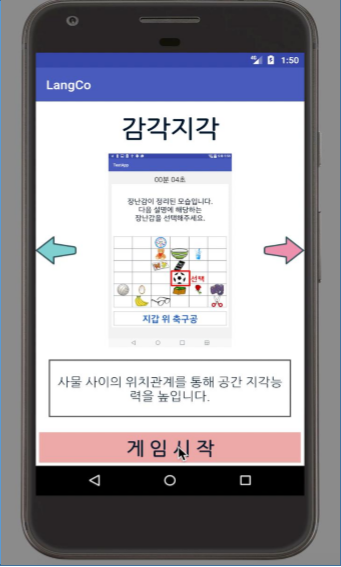 1:50
LangCo
감각지각
00분 04초
장난감이 정리된 모습입니다.
다음 설명에 해당하는
장난감을 선택해주세요.
선택
지갑 위 축구공
사물 사이의 위치관계를 통해 공간 지각능
력을 높입니다.
게 임 시 작